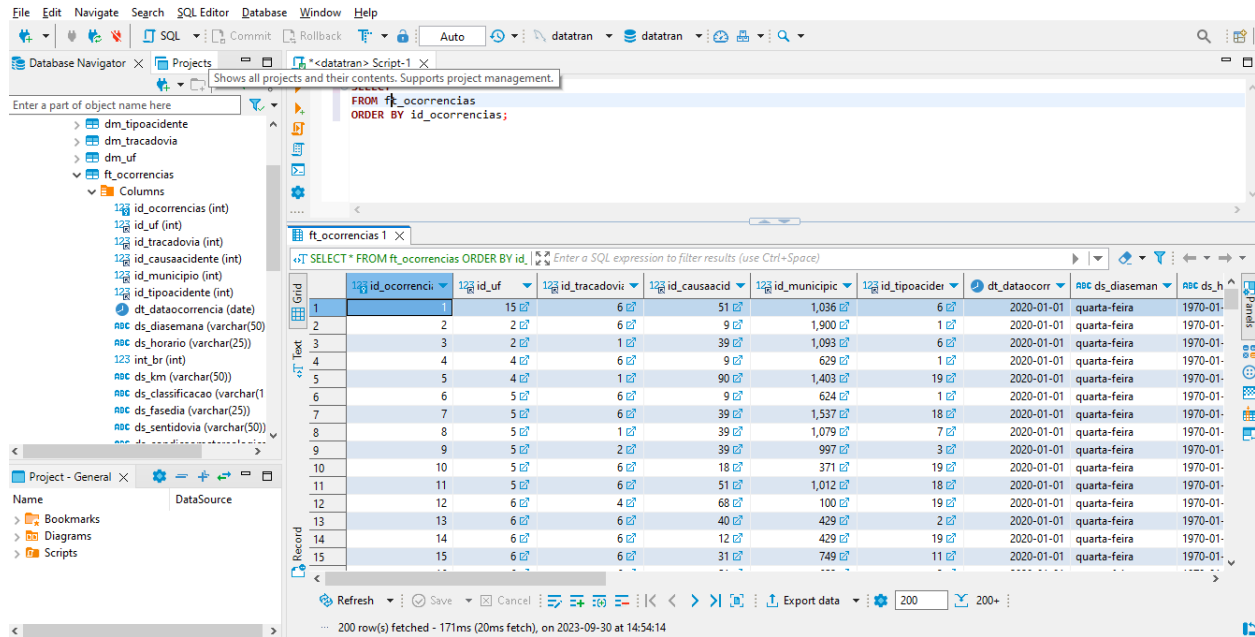 File Edit Navigate Search SQL Editor Database Window Help
SQL Commit Rollback Auto datatran datatran
Database Navigator Projects
*<datatran> Script-1
Shows all projects and their contents. Supports project management.
SELECT
FROM ft_ocorrencias
ORDER BY id_ocorrencias;
Enter a part of object name here
dm_tipoacidente
dm_tracadovia
dm_uf
ft_ocorrencias
Columns
id_ocorrencias (int)
id_uf (int)
id_tracadovia (int)
id_causaacidente (int)
id_municipio (int)
id_tipoacidente (int)
dt_dataocorrencia (date)
ds_diasemana (varchar(50)
ds_horario (varchar(25))
int_br (int)
ds_km (varchar(50))
ds_classificacao (varchar(1
ds_fasedia (varchar(25))
ds_sentidovia (varchar(50))
Project - General
Name DataSource
Bookmarks
Diagrams
Scripts
ft_ocorrencias 1
SELECT * FROM ft_ocorrencias ORDER BY id_ Enter a SQL expression to filter results (use Ctrl+Space)
Grid
Text
Record
Panels
123 id_ocorrencia 123 id_uf 123 id_tracadovia 123 id_causaacid 123 id_municipic 123 id_tipoacider dt_dataocorr ABC ds_diaseman ABC ds_h
1 1 15 6 51 1,036 6 2020-01-01 quarta-feira 1970-01-
2 2 2 6 9 1,900 1 2020-01-01 quarta-feira 1970-01-
3 3 2 1 39 1,093 6 2020-01-01 quarta-feira 1970-01-
4 4 4 6 9 629 1 2020-01-01 quarta-feira 1970-01-
5 5 4 1 90 1,403 19 2020-01-01 quarta-feira 1970-01-
6 6 5 6 9 624 1 2020-01-01 quarta-feira 1970-01-
7 7 5 6 39 1,537 18 2020-01-01 quarta-feira 1970-01-
8 8 5 1 39 1,079 7 2020-01-01 quarta-feira 1970-01-
9 9 5 2 39 997 3 2020-01-01 quarta-feira 1970-01-
10 10 5 6 18 371 19 2020-01-01 quarta-feira 1970-01-
11 11 5 6 51 1,012 18 2020-01-01 quarta-feira 1970-01-
12 12 6 4 68 100 19 2020-01-01 quarta-feira 1970-01-
13 13 6 6 40 429 2 2020-01-01 quarta-feira 1970-01-
14 14 6 6 12 429 19 2020-01-01 quarta-feira 1970-01-
15 15 6 6 31 749 11 2020-01-01 quarta-feira 1970-01-
Refresh Save Cancel Export data 200 200+
200 row(s) fetched - 171ms (20ms fetch), on 2023-09-30 at 14:54:14